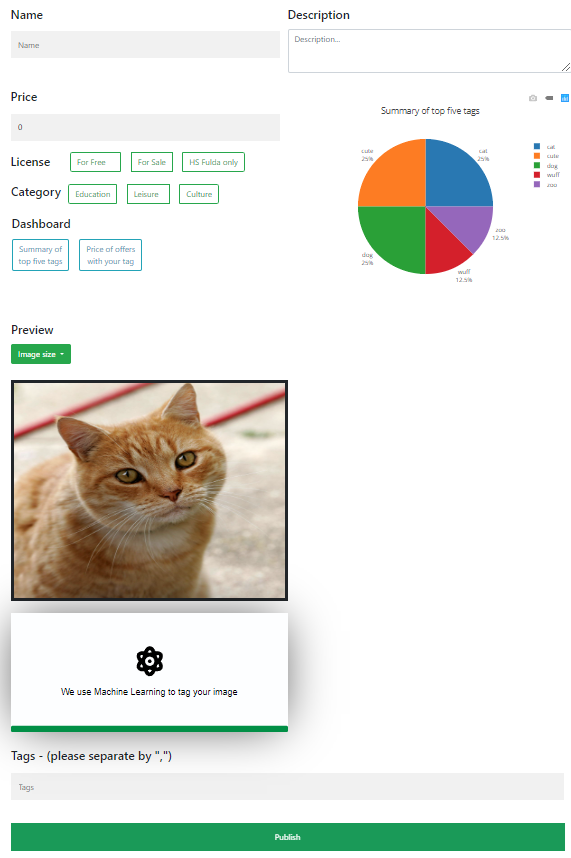 Name
Description
Name
Description...
Price
0
Summary of top five tags
cute
25%
cat
25%
dog
25%
wuff
12.5%
zoo
12.5%
cat
cute
dog
wuff
zoo
License
For Free
For Sale
HS Fulda only
Category
Education
Leisure
Culture
Dashboard
Summary of
top five tags
Price of offers
with your tag
Preview
Image size
We use Machine Learning to tag your image
Tags - (please separate by ",")
Tags
Publish